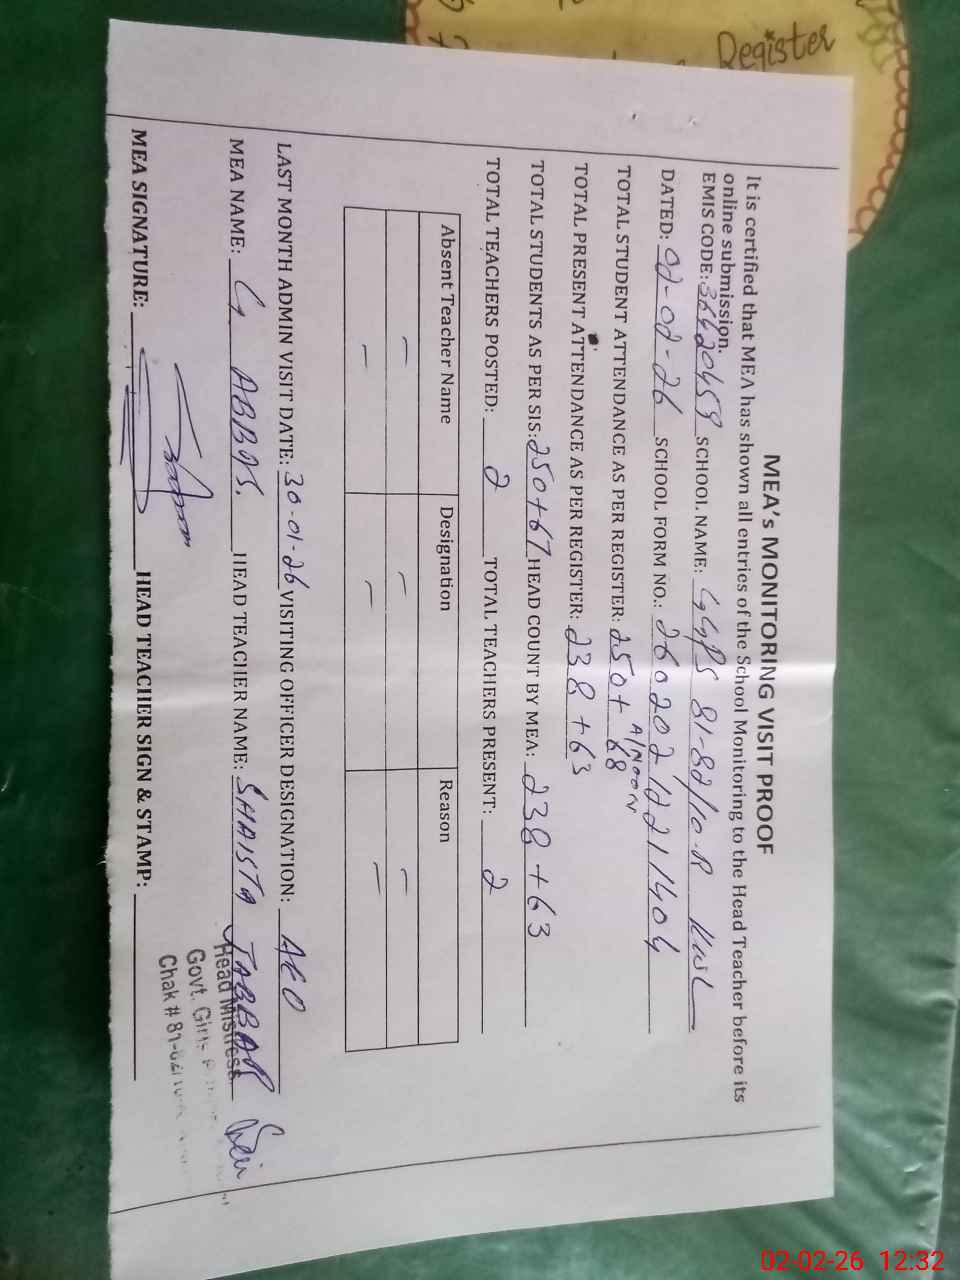 Register
MEA's MONITORING VISIT PROOF
It is certified that MEA has shown all entries of the School Monitoring to the Head Teacher before its
online submission.
EMIS CODE: 36420459 SCHOOL NAME: GGPS 81-82/10.R KWL
DATED: 02-02-26 SCHOOL FORM NO.: 26020212211404
A/NOON
TOTAL STUDENT ATTENDANCE AS PER REGISTER: 250+68
TOTAL PRESENT ATTENDANCE AS PER REGISTER: 238+63
TOTAL STUDENTS AS PER SIS: 250+67 HEAD COUNT BY MEA: 238+63
TOTAL TEACHERS POSTED: 2 TOTAL TEACHERS PRESENT: 2
Absent Teacher Name Designation Reason
— — —
— — —
LAST MONTH ADMIN VISIT DATE: 30-01-26 VISITING OFFICER DESIGNATION: AEO
MEA NAME: G ABBAS. HEAD TEACHER NAME: SHAISTA JABBAR
Head Mistress
Govt. Girls
Chak # 81-82/
MEA SIGNATURE: HEAD TEACHER SIGN & STAMP:
02-02-26 12:32